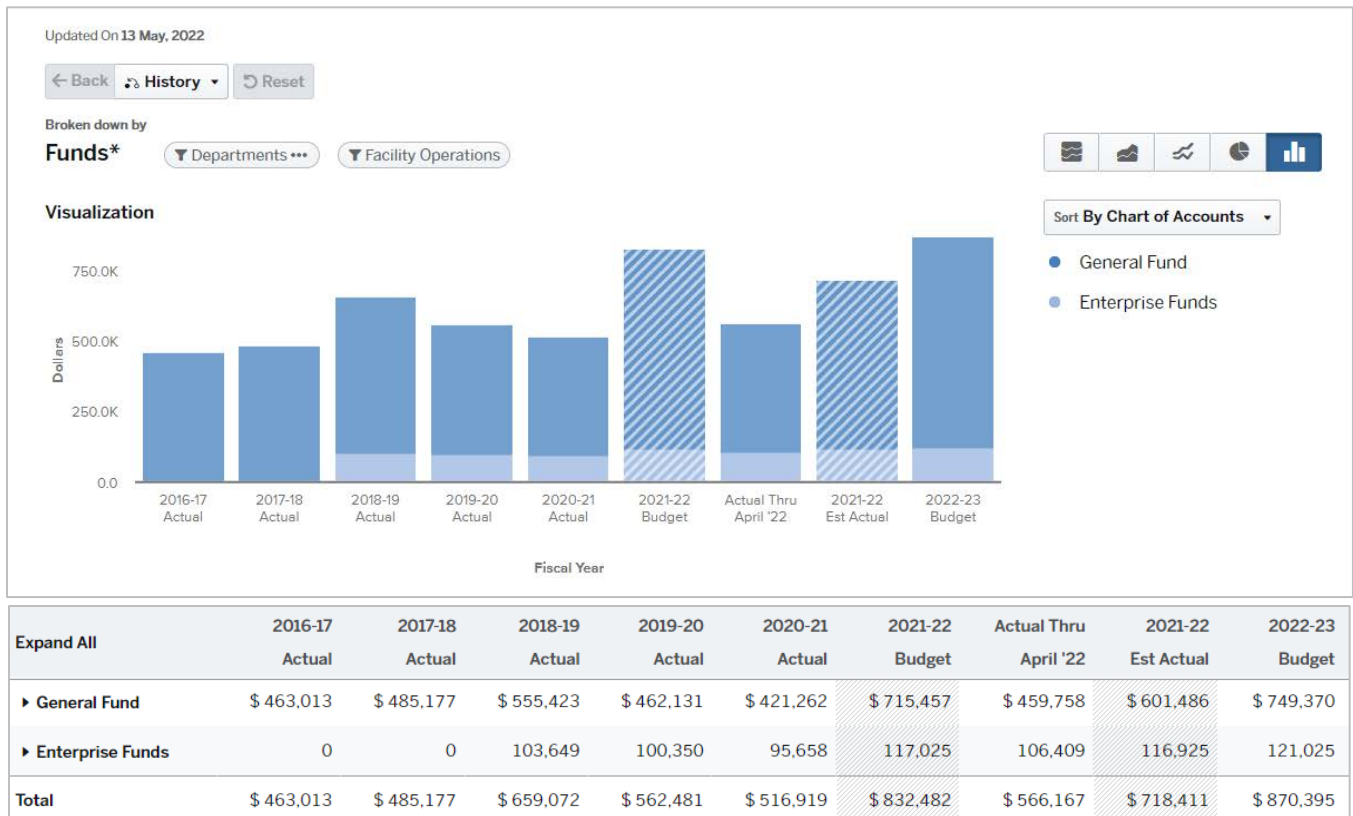 Updated On 13 May, 2022
Back History Reset
Broken down by
Funds* Departments ••• Facility Operations
Visualization
Sort By Chart of Accounts
General Fund
Enterprise Funds
Dollars
750.0K
500.0K
250.0K
0.0
2016-17 Actual
2017-18 Actual
2018-19 Actual
2019-20 Actual
2020-21 Actual
2021-22 Budget
Actual Thru April '22
2021-22 Est Actual
2022-23 Budget
Fiscal Year
Expand All 2016-17 Actual 2017-18 Actual 2018-19 Actual 2019-20 Actual 2020-21 Actual 2021-22 Budget Actual Thru April '22 2021-22 Est Actual 2022-23 Budget
General Fund $ 463,013 $ 485,177 $ 555,423 $ 462,131 $ 421,262 $ 715,457 $ 459,758 $ 601,486 $ 749,370
Enterprise Funds 0 0 103,649 100,350 95,658 117,025 106,409 116,925 121,025
Total $ 463,013 $ 485,177 $ 659,072 $ 562,481 $ 516,919 $ 832,482 $ 566,167 $ 718,411 $ 870,395